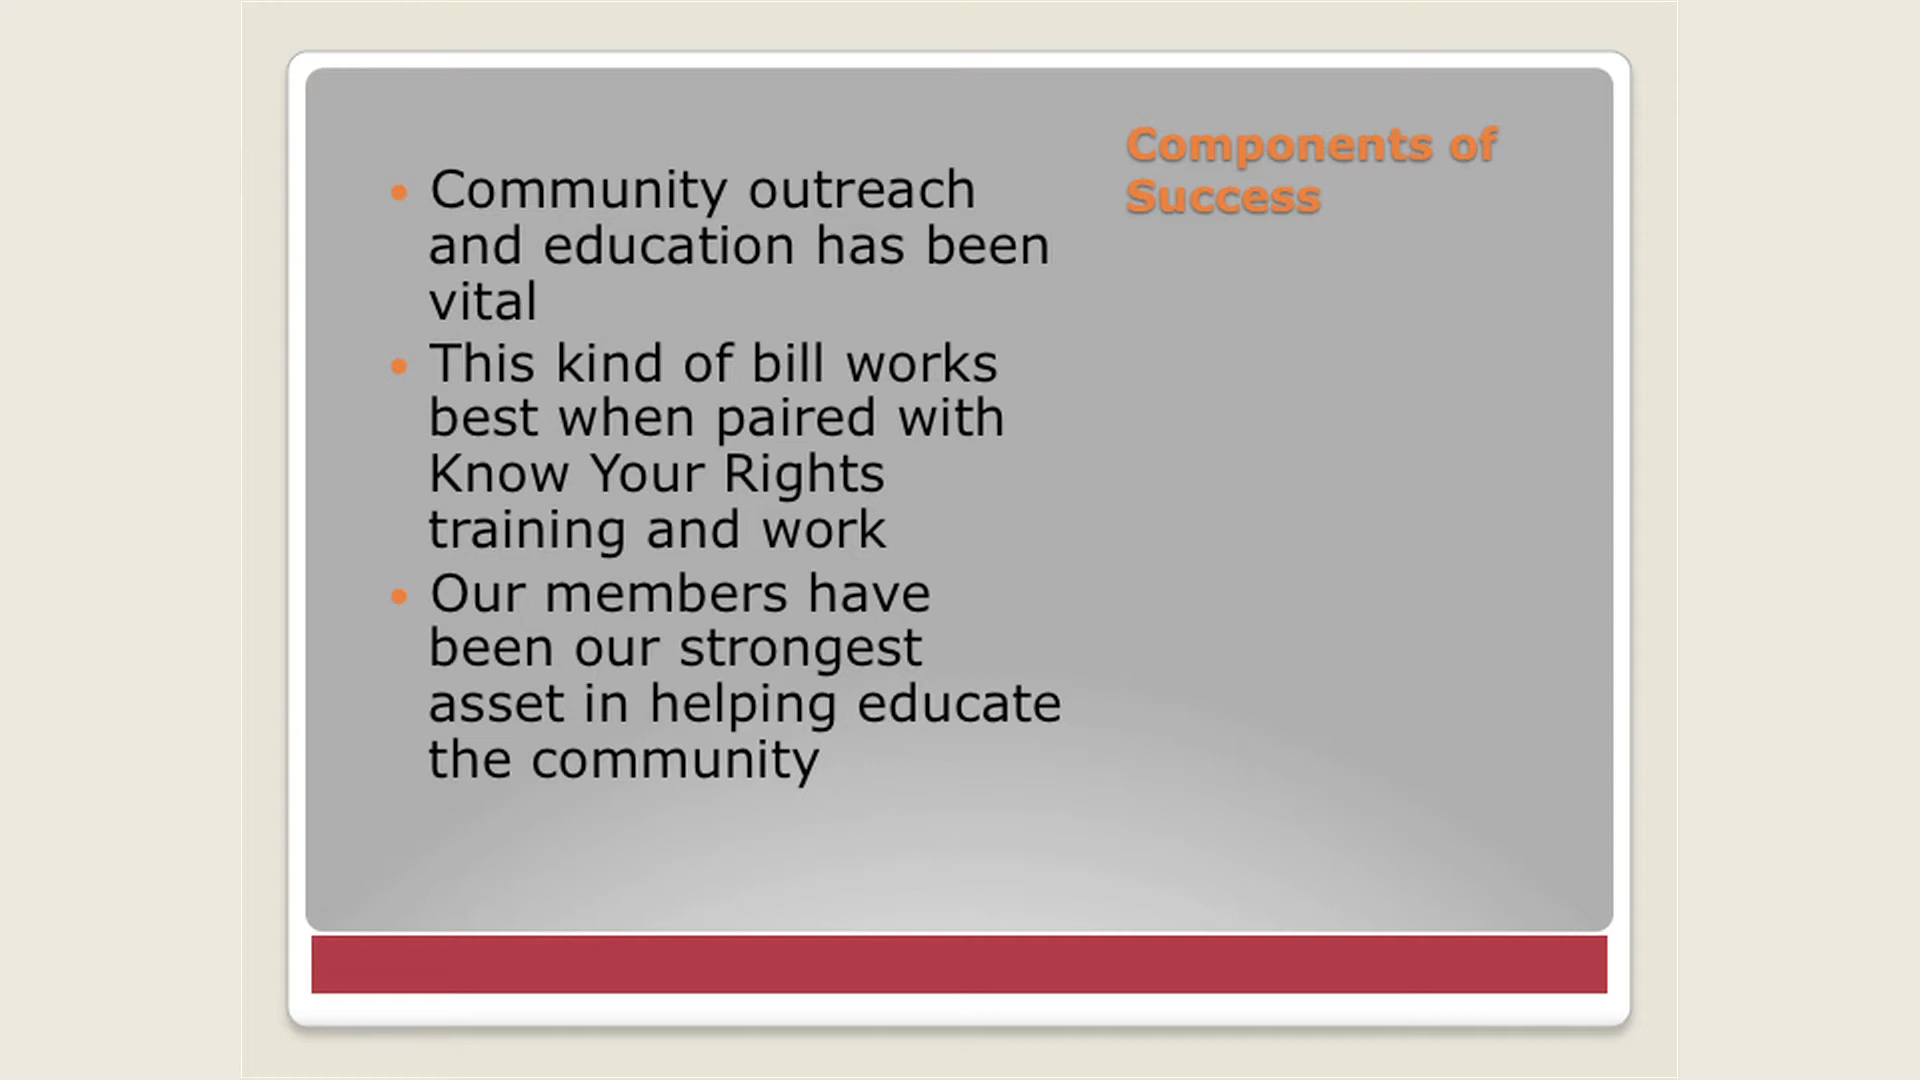 Components of
Success
• Community outreach
and education has been
vital
• This kind of bill works
best when paired with
Know Your Rights
training and work
• Our members have
been our strongest
asset in helping educate
the community